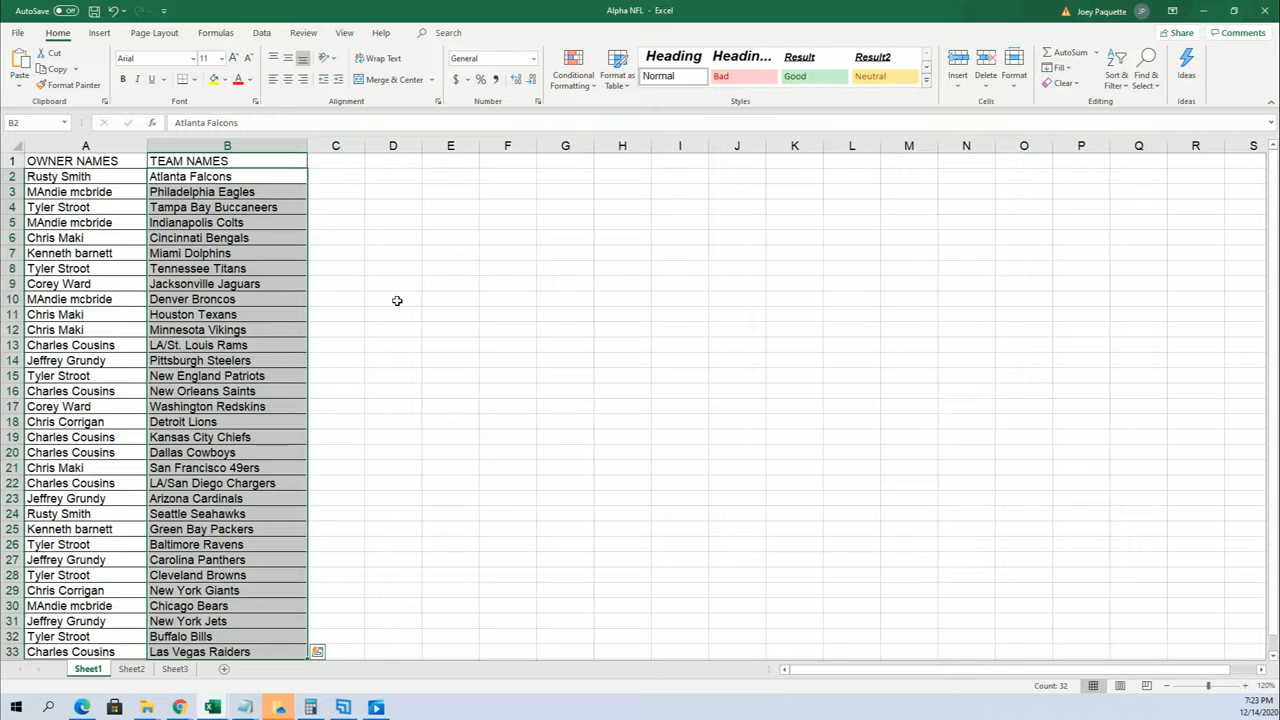 AutoSave Off Alpha NFL - Excel Joey Paquette JP
File Home Insert Page Layout Formulas Data Review View Help Search Share Comments
Paste Cut Copy Format Painter Clipboard
Arial 11 A A B I U A Font
Wrap Text Merge & Center Alignment
General $ % , Number
Conditional Formatting Format as Table
Heading Headin... Result Result2
Normal Bad Good Neutral
Styles
Insert Delete Format Cells
AutoSum Fill Clear Sort & Filter Find & Select Editing
Ideas Ideas
B2 fx Atlanta Falcons
A B C D E F G H I J K L M N O P Q R S
1 OWNER NAMES TEAM NAMES
2 Rusty Smith Atlanta Falcons
3 MAndie mcbride Philadelphia Eagles
4 Tyler Stroot Tampa Bay Buccaneers
5 MAndie mcbride Indianapolis Colts
6 Chris Maki Cincinnati Bengals
7 Kenneth barnett Miami Dolphins
8 Tyler Stroot Tennessee Titans
9 Corey Ward Jacksonville Jaguars
10 MAndie mcbride Denver Broncos
11 Chris Maki Houston Texans
12 Chris Maki Minnesota Vikings
13 Charles Cousins LA/St. Louis Rams
14 Jeffrey Grundy Pittsburgh Steelers
15 Tyler Stroot New England Patriots
16 Charles Cousins New Orleans Saints
17 Corey Ward Washington Redskins
18 Chris Corrigan Detroit Lions
19 Charles Cousins Kansas City Chiefs
20 Charles Cousins Dallas Cowboys
21 Chris Maki San Francisco 49ers
22 Charles Cousins LA/San Diego Chargers
23 Jeffrey Grundy Arizona Cardinals
24 Rusty Smith Seattle Seahawks
25 Kenneth barnett Green Bay Packers
26 Tyler Stroot Baltimore Ravens
27 Jeffrey Grundy Carolina Panthers
28 Tyler Stroot Cleveland Browns
29 Chris Corrigan New York Giants
30 MAndie mcbride Chicago Bears
31 Jeffrey Grundy New York Jets
32 Tyler Stroot Buffalo Bills
33 Charles Cousins Las Vegas Raiders
Sheet1 Sheet2 Sheet3
Count: 32 120%
7:23 PM
12/14/2020